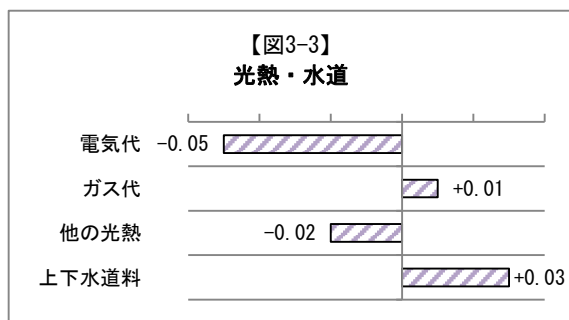 【図3-3】
光熱・水道
電気代 -0.05
ガス代 +0.01
他の光熱 -0.02
上下水道料 +0.03